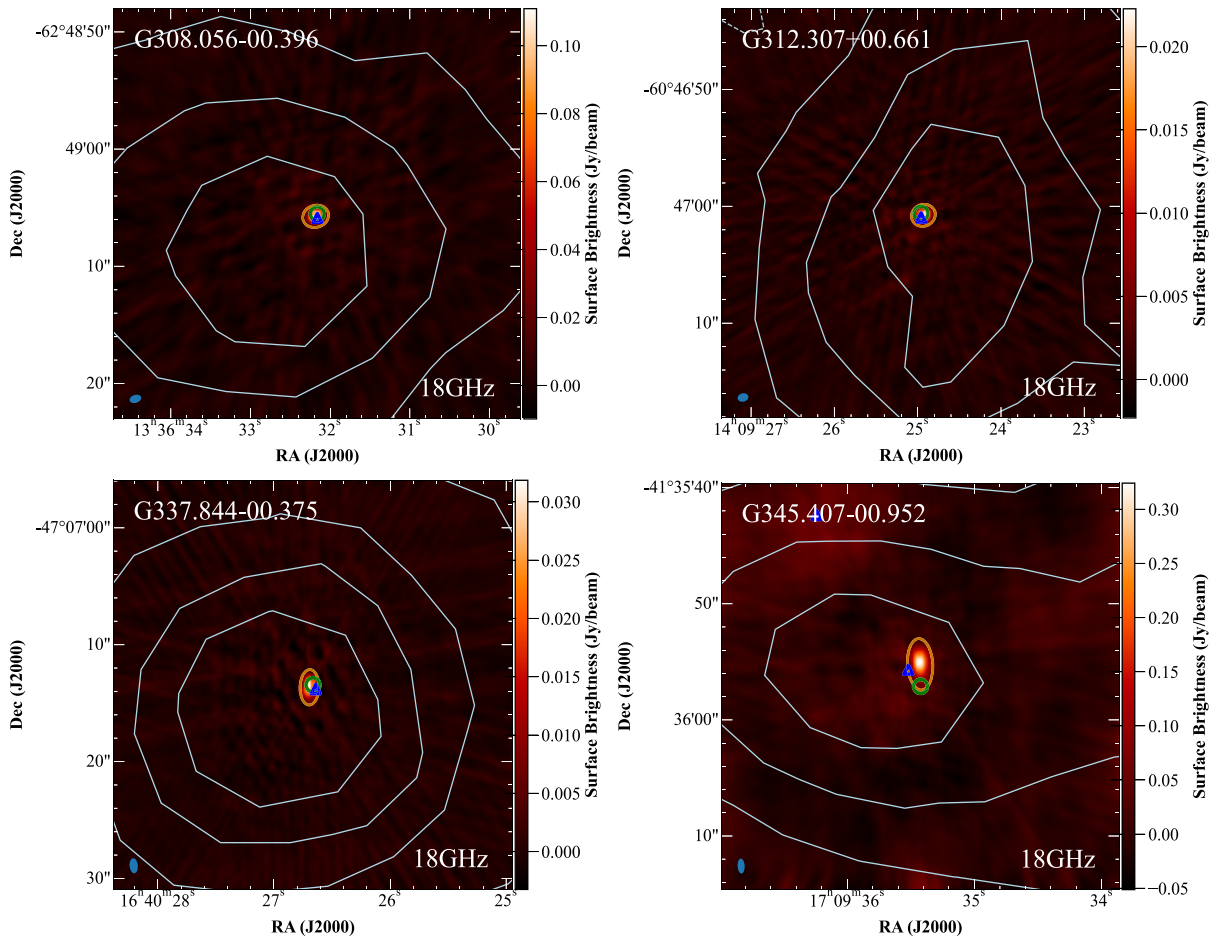 G308.056-00.396
-62°48'50"
49'00"
10"
20"
Dec (J2000)
13ʰ36ᵐ34ˢ
33ˢ
32ˢ
31ˢ
30ˢ
RA (J2000)
18GHz
0.10
0.08
0.06
0.04
0.02
0.00
Surface Brightness (Jy/beam)
G312.307+00.661
-60°46'50"
47'00"
10"
Dec (J2000)
14ʰ09ᵐ27ˢ
26ˢ
25ˢ
24ˢ
23ˢ
RA (J2000)
18GHz
0.020
0.015
0.010
0.005
0.000
Surface Brightness (Jy/beam)
G337.844-00.375
-47°07'00"
10"
20"
30"
Dec (J2000)
16ʰ40ᵐ28ˢ
27ˢ
26ˢ
25ˢ
RA (J2000)
18GHz
0.030
0.025
0.020
0.015
0.010
0.005
0.000
Surface Brightness (Jy/beam)
G345.407-00.952
-41°35'40"
50"
36'00"
10"
Dec (J2000)
17ʰ09ᵐ36ˢ
35ˢ
34ˢ
RA (J2000)
18GHz
0.30
0.25
0.20
0.15
0.10
0.05
0.00
−0.05
Surface Brightness (Jy/beam)